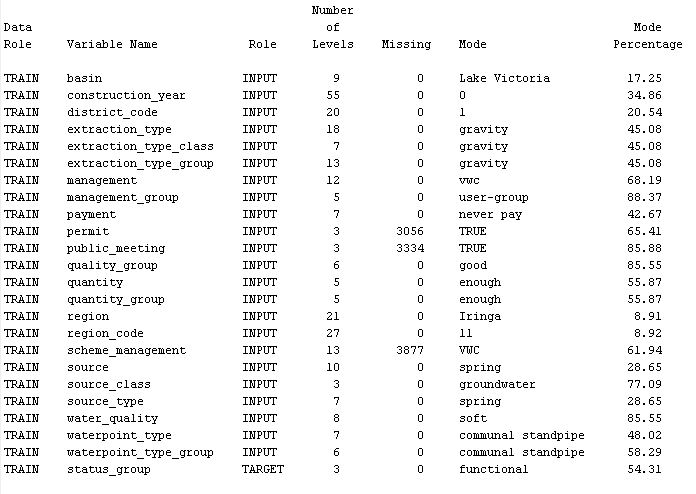 Number
Data of Mode
Role Variable Name Role Levels Missing Mode Percentage
TRAIN basin INPUT 9 0 Lake Victoria 17.25
TRAIN construction_year INPUT 55 0 0 34.86
TRAIN district_code INPUT 20 0 1 20.54
TRAIN extraction_type INPUT 18 0 gravity 45.08
TRAIN extraction_type_class INPUT 7 0 gravity 45.08
TRAIN extraction_type_group INPUT 13 0 gravity 45.08
TRAIN management INPUT 12 0 vwc 68.19
TRAIN management_group INPUT 5 0 user-group 88.37
TRAIN payment INPUT 7 0 never pay 42.67
TRAIN permit INPUT 3 3056 TRUE 65.41
TRAIN public_meeting INPUT 3 3334 TRUE 85.88
TRAIN quality_group INPUT 6 0 good 85.55
TRAIN quantity INPUT 5 0 enough 55.87
TRAIN quantity_group INPUT 5 0 enough 55.87
TRAIN region INPUT 21 0 Iringa 8.91
TRAIN region_code INPUT 27 0 11 8.92
TRAIN scheme_management INPUT 13 3877 VWC 61.94
TRAIN source INPUT 10 0 spring 28.65
TRAIN source_class INPUT 3 0 groundwater 77.09
TRAIN source_type INPUT 7 0 spring 28.65
TRAIN water_quality INPUT 8 0 soft 85.55
TRAIN waterpoint_type INPUT 7 0 communal standpipe 48.02
TRAIN waterpoint_type_group INPUT 6 0 communal standpipe 58.29
TRAIN status_group TARGET 3 0 functional 54.31